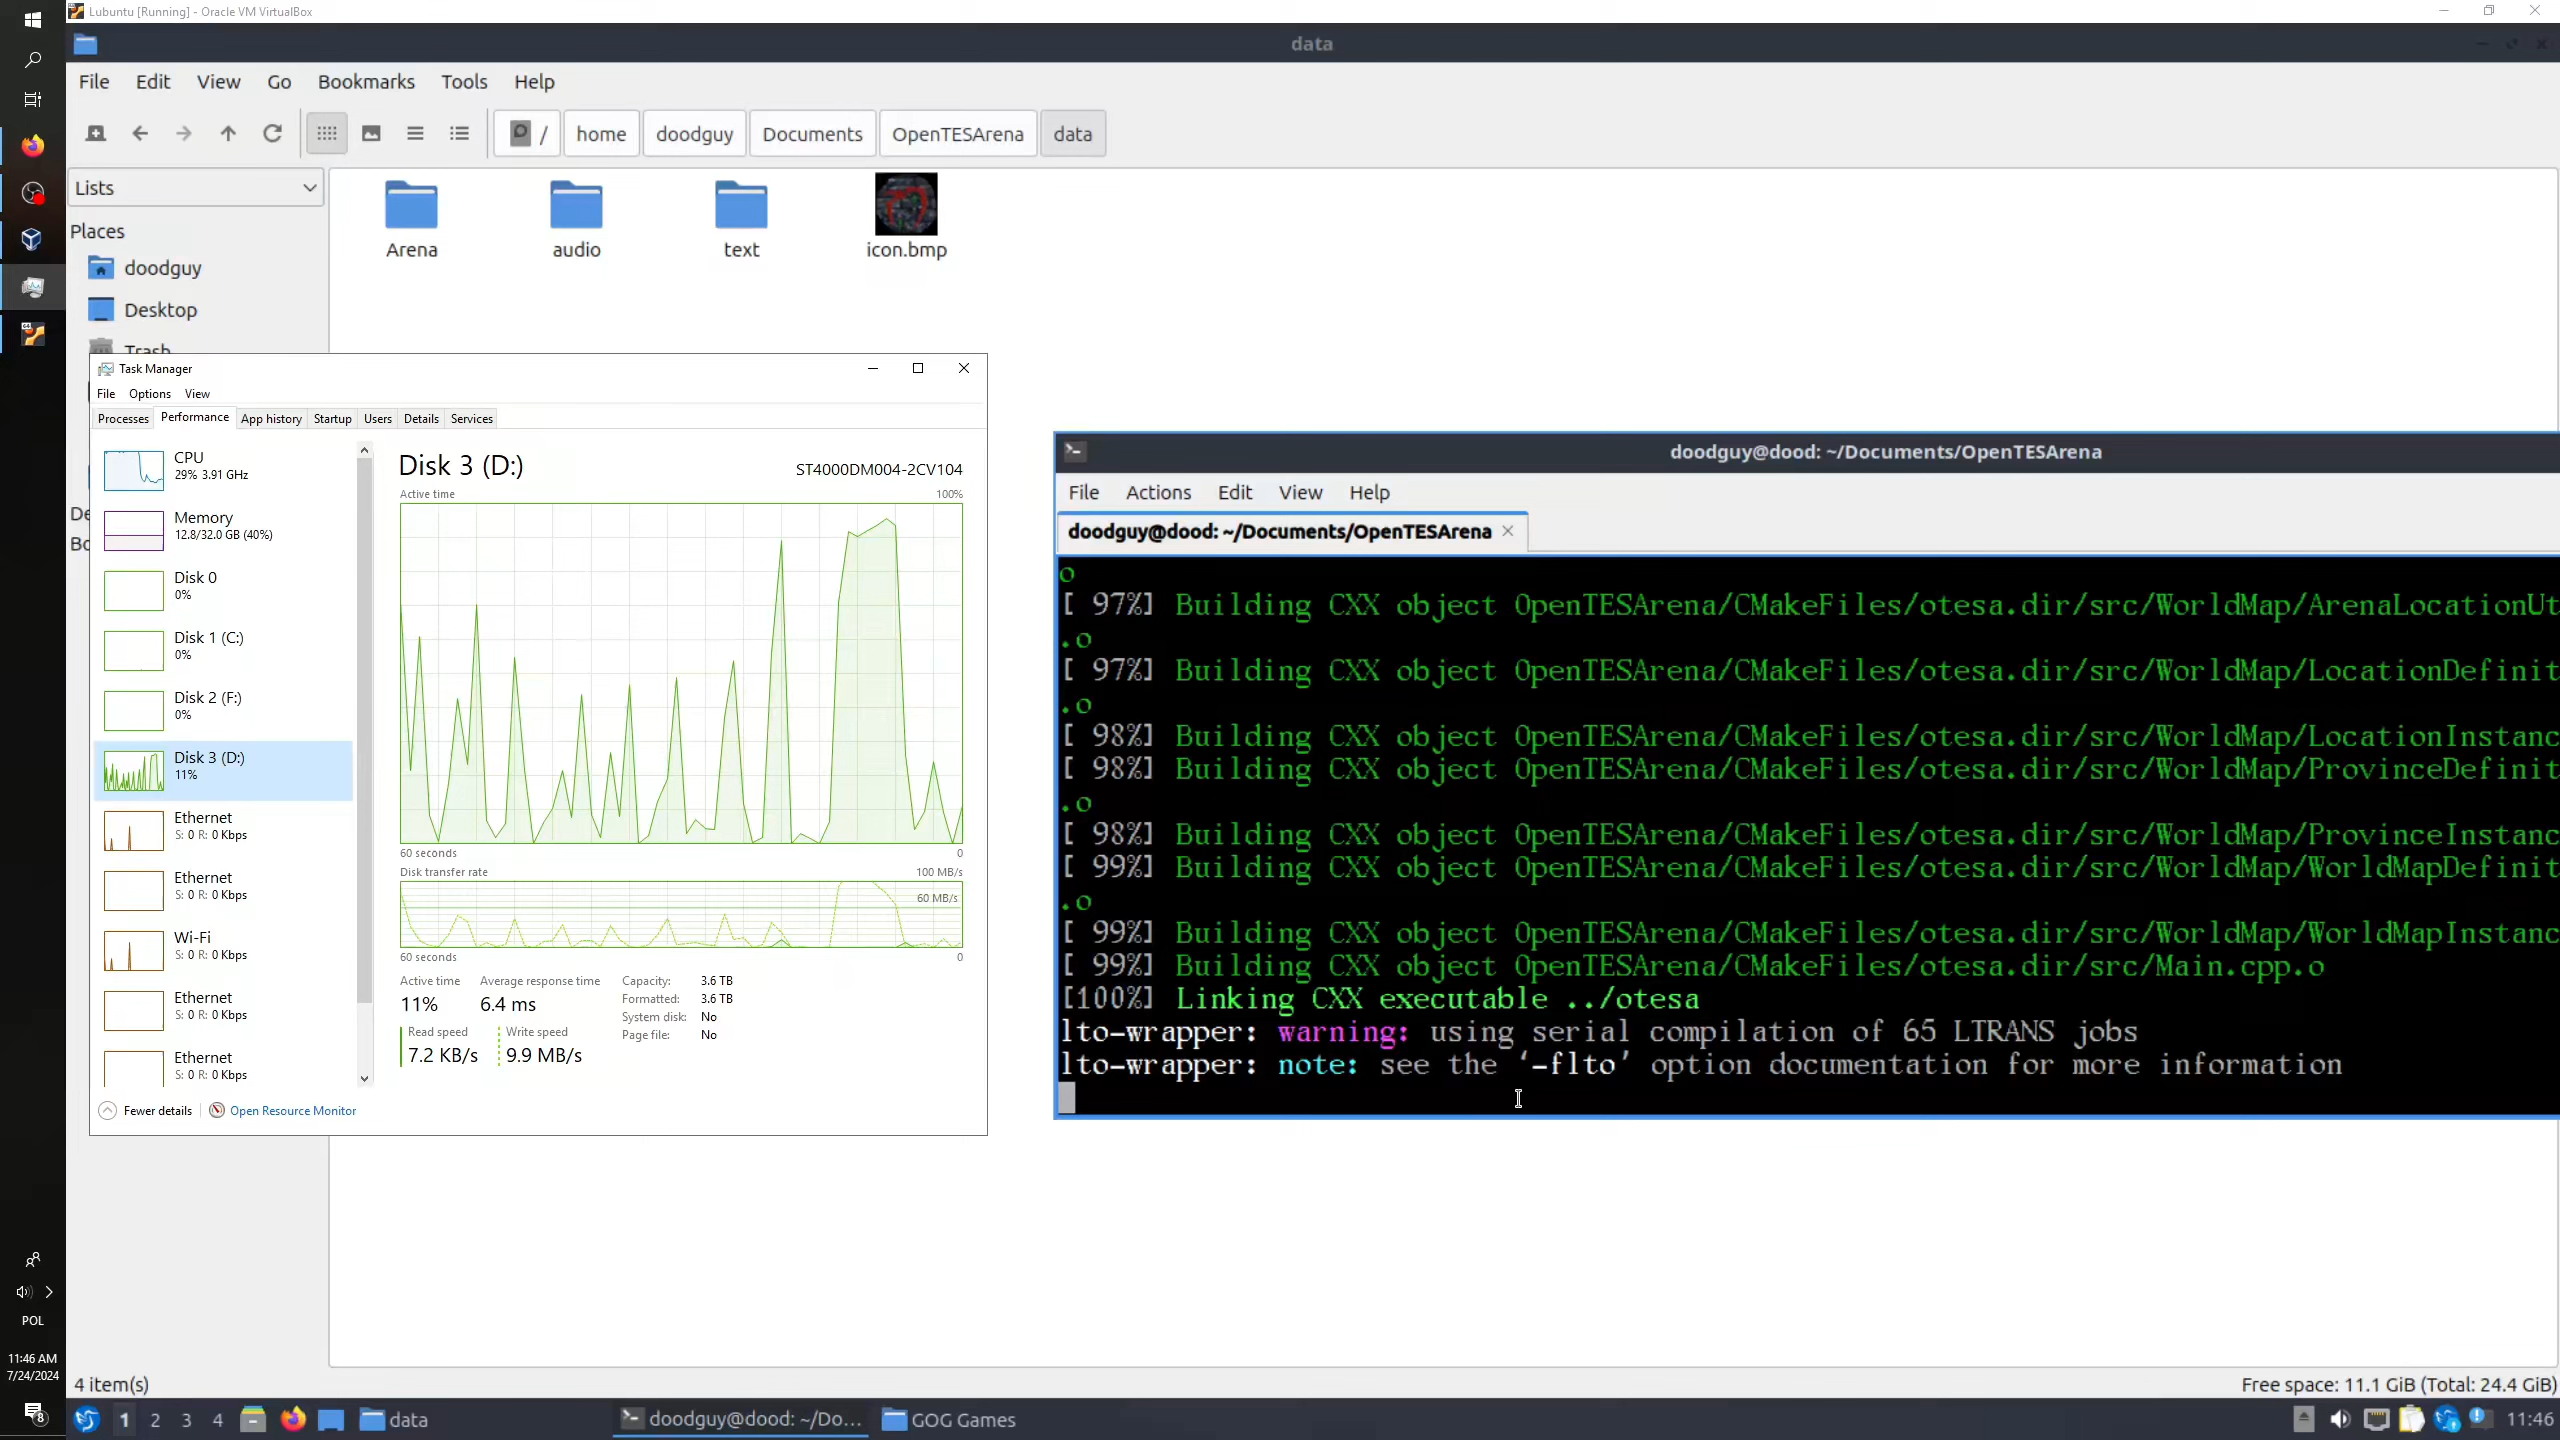 Lubuntu [Running] - Oracle VM VirtualBox
data
File Edit View Go Bookmarks Tools Help
/ home doodguy Documents OpenTESArena data
Lists
Places
doodguy
Desktop
Trash
De
Bo
Arena audio text icon.bmp
Task Manager
File Options View
Processes Performance App history Startup Users Details Services
CPU
29% 3.91 GHz
Memory
12.8/32.0 GB (40%)
Disk 0
0%
Disk 1 (C:)
0%
Disk 2 (F:)
0%
Disk 3 (D:)
11%
Ethernet
S: 0 R: 0 Kbps
Ethernet
S: 0 R: 0 Kbps
Wi-Fi
S: 0 R: 0 Kbps
Ethernet
S: 0 R: 0 Kbps
Ethernet
S: 0 R: 0 Kbps
Disk 3 (D:) ST4000DM004-2CV104
Active time 100%
60 seconds 0
Disk transfer rate 100 MB/s
60 MB/s
60 seconds 0
Active time Average response time
11% 6.4 ms
Read speed Write speed
7.2 KB/s 9.9 MB/s
Capacity: 3.6 TB
Formatted: 3.6 TB
System disk: No
Page file: No
Fewer details Open Resource Monitor
doodguy@dood: ~/Documents/OpenTESArena
File Actions Edit View Help
doodguy@dood: ~/Documents/OpenTESArena
o
[ 97%] Building CXX object OpenTESArena/CMakeFiles/otesa.dir/src/WorldMap/ArenaLocationUt
.o
[ 97%] Building CXX object OpenTESArena/CMakeFiles/otesa.dir/src/WorldMap/LocationDefinit
.o
[ 98%] Building CXX object OpenTESArena/CMakeFiles/otesa.dir/src/WorldMap/LocationInstanc
[ 98%] Building CXX object OpenTESArena/CMakeFiles/otesa.dir/src/WorldMap/ProvinceDefinit
.o
[ 98%] Building CXX object OpenTESArena/CMakeFiles/otesa.dir/src/WorldMap/ProvinceInstanc
[ 99%] Building CXX object OpenTESArena/CMakeFiles/otesa.dir/src/WorldMap/WorldMapDefinit
.o
[ 99%] Building CXX object OpenTESArena/CMakeFiles/otesa.dir/src/WorldMap/WorldMapInstanc
[ 99%] Building CXX object OpenTESArena/CMakeFiles/otesa.dir/src/Main.cpp.o
[100%] Linking CXX executable ../otesa
lto-wrapper: warning: using serial compilation of 65 LTRANS jobs
lto-wrapper: note: see the ‘-flto’ option documentation for more information
POL
11:46 AM
7/24/2024
8
4 item(s)
Free space: 11.1 GiB (Total: 24.4 GiB)
1 2 3 4 data doodguy@dood: ~/Do... GOG Games 11:46